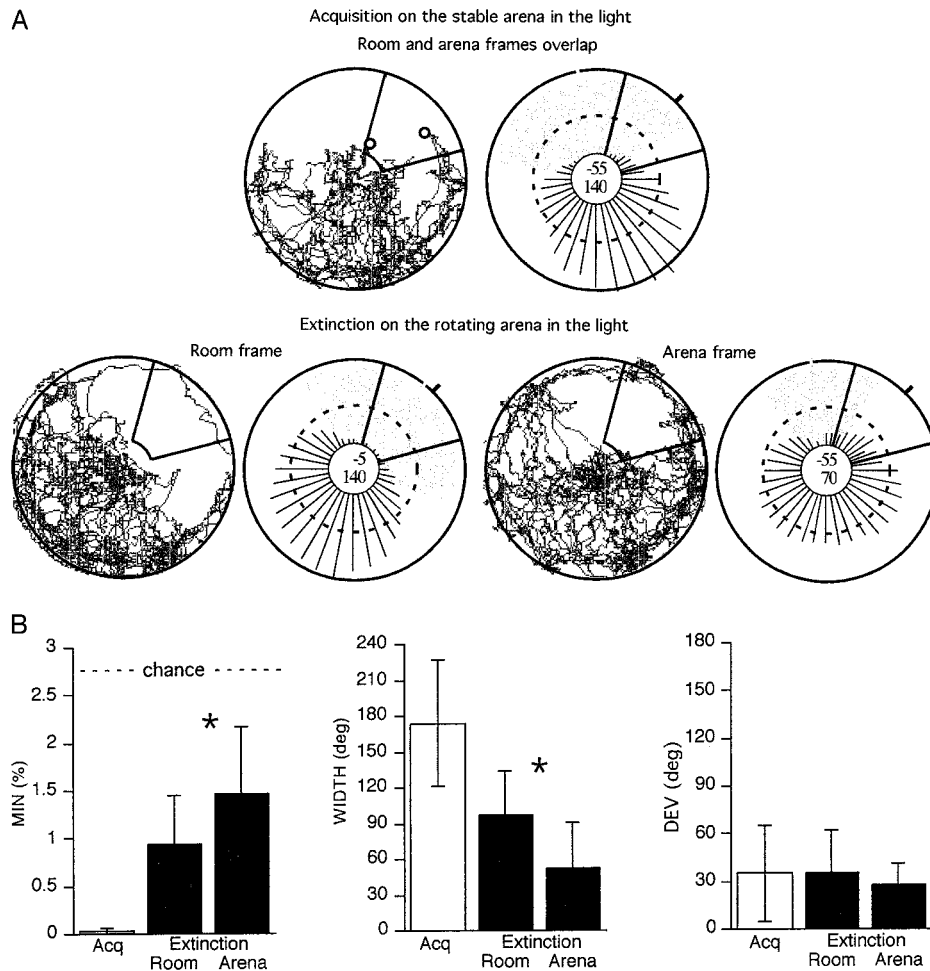 A
Acquisition on the stable arena in the light
Room and arena frames overlap
-55
140
Extinction on the rotating arena in the light
Room frame
Arena frame
-5
140
-55
70
B
3
2.5
2
1.5
1
0.5
0
MIN (%)
chance
*
Acq
Extinction
Room Arena
240
210
180
150
120
90
60
30
0
WIDTH (deg)
*
Acq
Extinction
Room Arena
180
150
120
90
60
30
0
DEV (deg)
Acq
Extinction
Room Arena